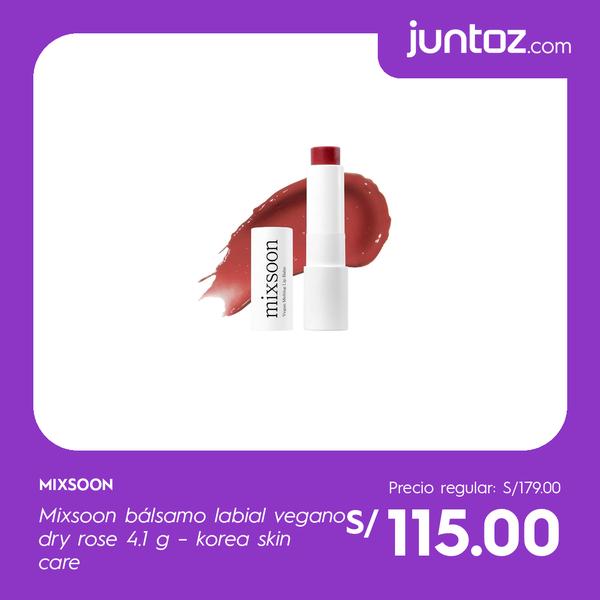 juntoz.com
mixsoon
Vegan Melting Lip Balm
MIXSOON
Precio regular: S/179.00
Mixsoon bálsamo labial vegano
dry rose 4.1 g - korea skin
care
S/ 115.00